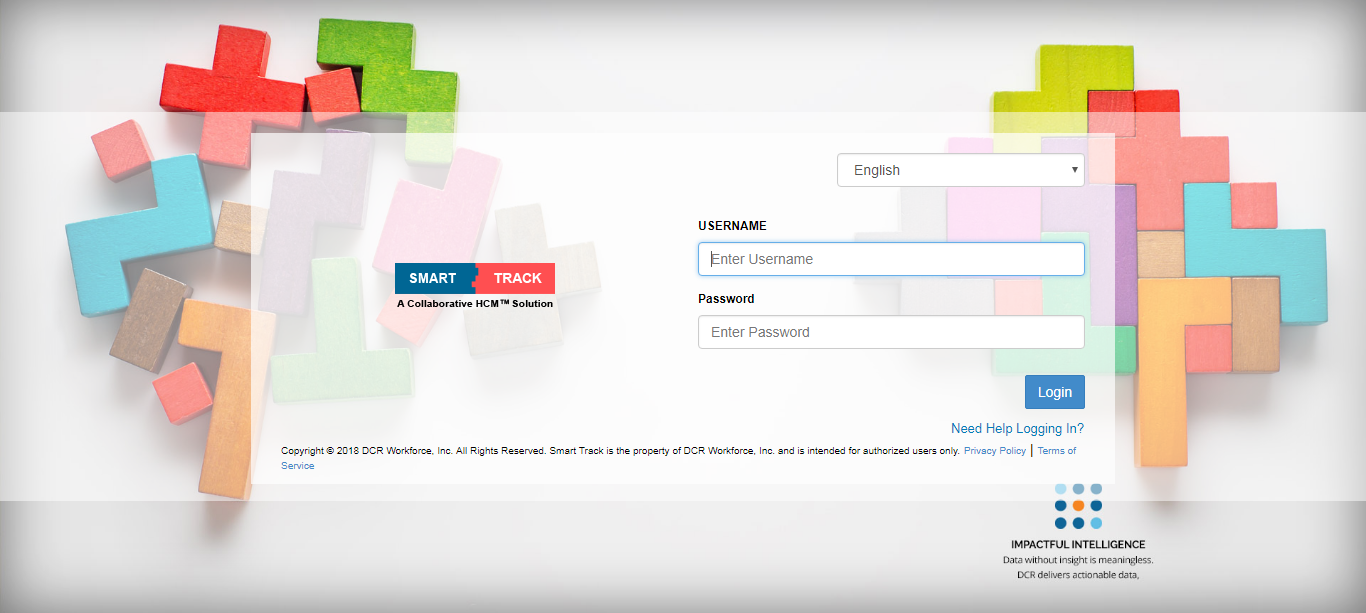 English
USERNAME
Enter Username
SMART TRACK
A Collaborative HCM™ Solution
Password
Enter Password
Login
Need Help Logging In?
Copyright © 2018 DCR Workforce, Inc. All Rights Reserved. Smart Track is the property of DCR Workforce, Inc. and is intended for authorized users only. Privacy Policy | Terms of
Service
IMPACTFUL INTELLIGENCE
Data without insight is meaningless.
DCR delivers actionable data,